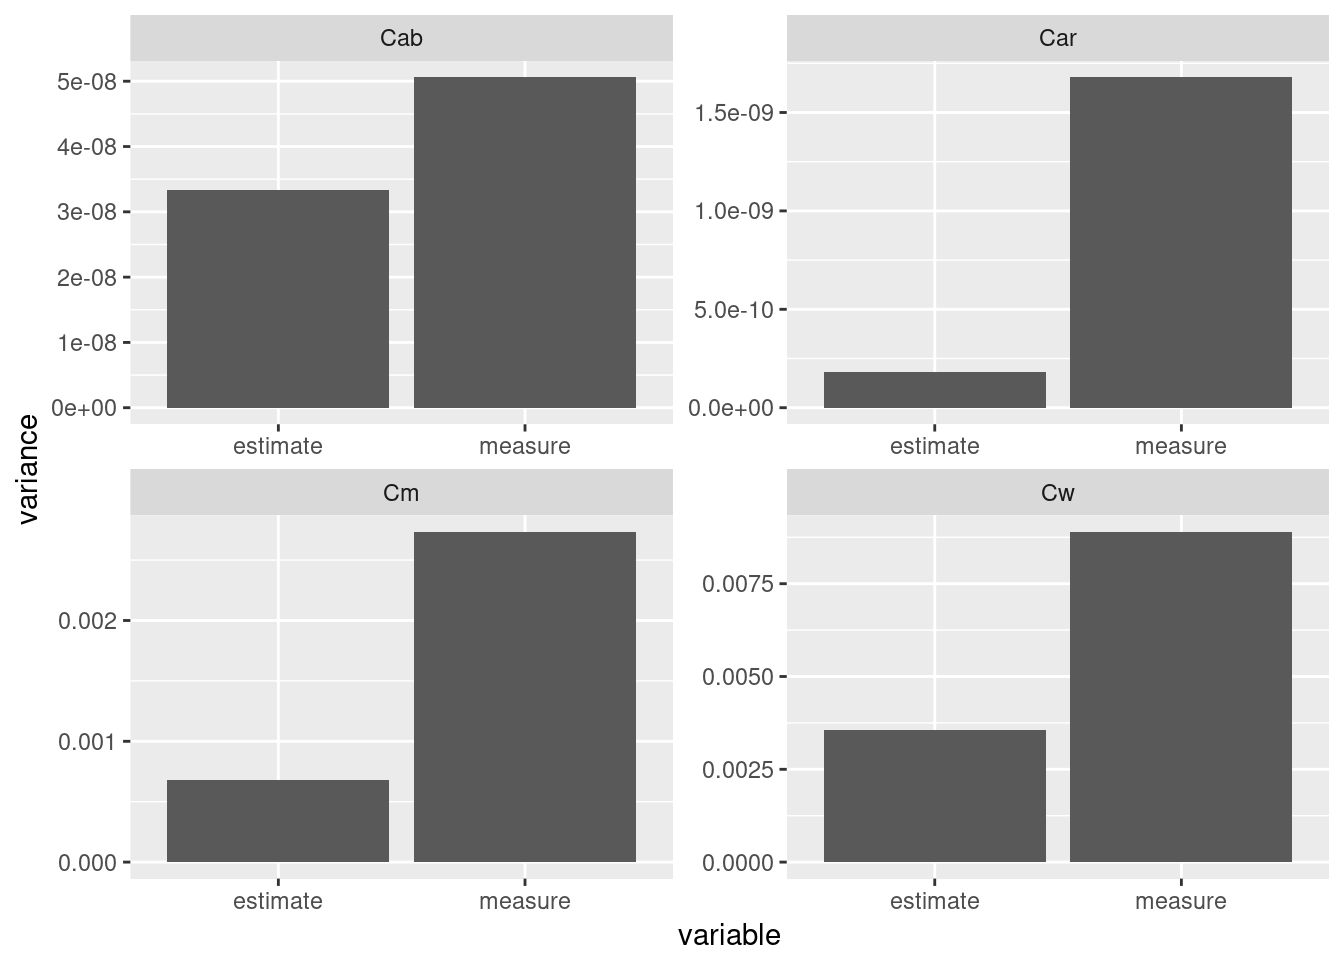 Cab
5e-08
4e-08
3e-08
2e-08
1e-08
0e+00
estimate measure
Car
1.5e-09
1.0e-09
5.0e-10
0.0e+00
estimate measure
Cm
0.002
0.001
0.000
estimate measure
Cw
0.0075
0.0050
0.0025
0.0000
estimate measure
variance
variable